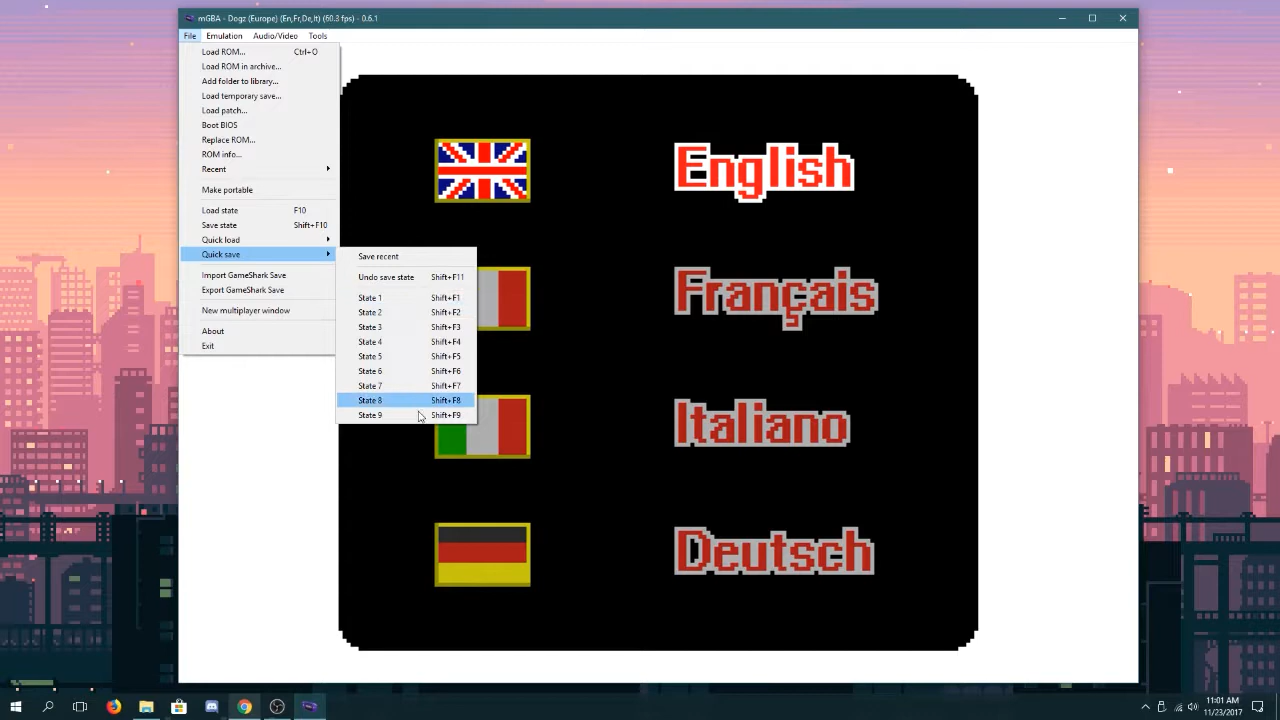 mGBA - Dogz (Europe) (En,Fr,De,It) (60.3 fps) - 0.6.1
File Emulation Audio/Video Tools
Load ROM... Ctrl+O
Load ROM in archive...
Add folder to library...
Load temporary save...
Load patch...
Boot BIOS
Replace ROM...
ROM info...
Recent
Make portable
Load state F10
Save state Shift+F10
Quick load
Quick save
Import GameShark Save
Export GameShark Save
New multiplayer window
About
Exit
Save recent
Undo save state Shift+F11
State 1 Shift+F1
State 2 Shift+F2
State 3 Shift+F3
State 4 Shift+F4
State 5 Shift+F5
State 6 Shift+F6
State 7 Shift+F7
State 8 Shift+F8
State 9 Shift+F9
English
Français
Italiano
Deutsch
11:01 AM
11/23/2017